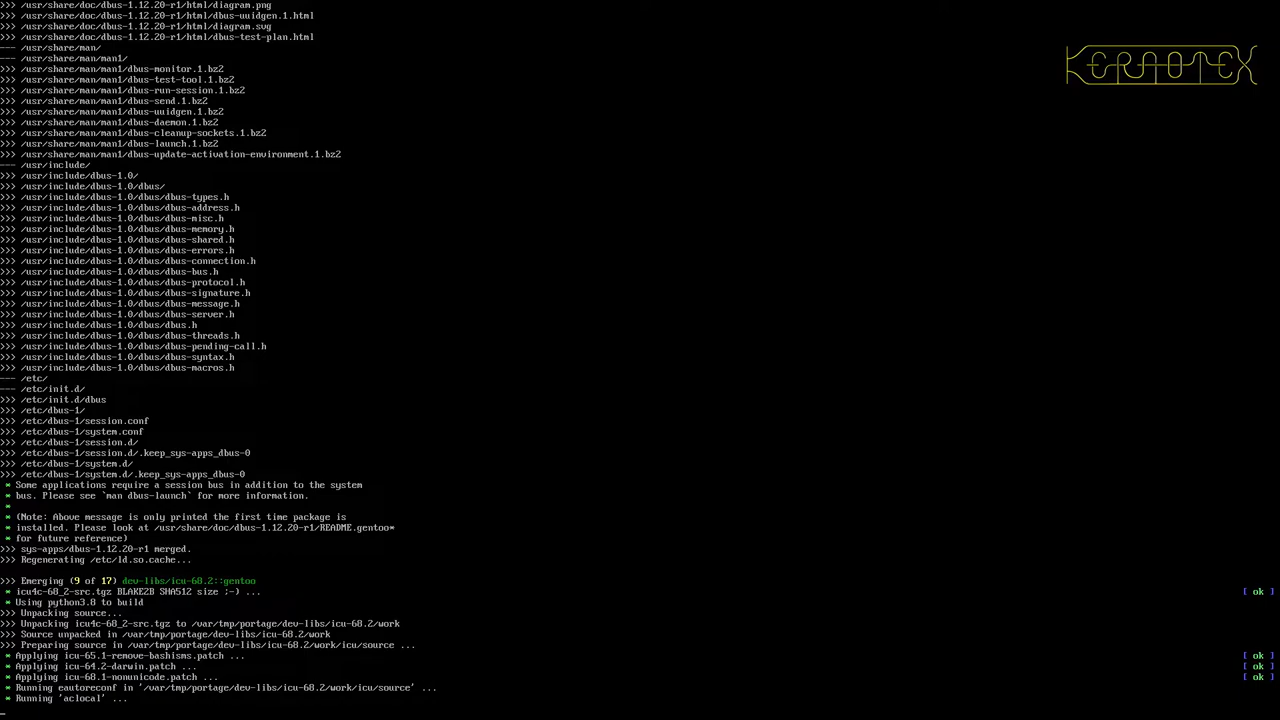 >>> /usr/share/doc/dbus-1.12.20-r1/html/diagram.png
>>> /usr/share/doc/dbus-1.12.20-r1/html/dbus-uuidgen.1.html
>>> /usr/share/doc/dbus-1.12.20-r1/html/diagram.svg
>>> /usr/share/doc/dbus-1.12.20-r1/html/dbus-test-plan.html
--- /usr/share/man/
--- /usr/share/man/man1/
>>> /usr/share/man/man1/dbus-monitor.1.bz2
>>> /usr/share/man/man1/dbus-test-tool.1.bz2
>>> /usr/share/man/man1/dbus-run-session.1.bz2
>>> /usr/share/man/man1/dbus-send.1.bz2
>>> /usr/share/man/man1/dbus-uuidgen.1.bz2
>>> /usr/share/man/man1/dbus-daemon.1.bz2
>>> /usr/share/man/man1/dbus-cleanup-sockets.1.bz2
>>> /usr/share/man/man1/dbus-launch.1.bz2
>>> /usr/share/man/man1/dbus-update-activation-environment.1.bz2
--- /usr/include/
>>> /usr/include/dbus-1.0/
>>> /usr/include/dbus-1.0/dbus/
>>> /usr/include/dbus-1.0/dbus/dbus-types.h
>>> /usr/include/dbus-1.0/dbus/dbus-address.h
>>> /usr/include/dbus-1.0/dbus/dbus-misc.h
>>> /usr/include/dbus-1.0/dbus/dbus-memory.h
>>> /usr/include/dbus-1.0/dbus/dbus-shared.h
>>> /usr/include/dbus-1.0/dbus/dbus-errors.h
>>> /usr/include/dbus-1.0/dbus/dbus-connection.h
>>> /usr/include/dbus-1.0/dbus/dbus-bus.h
>>> /usr/include/dbus-1.0/dbus/dbus-protocol.h
>>> /usr/include/dbus-1.0/dbus/dbus-signature.h
>>> /usr/include/dbus-1.0/dbus/dbus-message.h
>>> /usr/include/dbus-1.0/dbus/dbus-server.h
>>> /usr/include/dbus-1.0/dbus/dbus.h
>>> /usr/include/dbus-1.0/dbus/dbus-threads.h
>>> /usr/include/dbus-1.0/dbus/dbus-pending-call.h
>>> /usr/include/dbus-1.0/dbus/dbus-syntax.h
>>> /usr/include/dbus-1.0/dbus/dbus-macros.h
--- /etc/
--- /etc/init.d/
>>> /etc/init.d/dbus
>>> /etc/dbus-1/
>>> /etc/dbus-1/session.conf
>>> /etc/dbus-1/system.conf
>>> /etc/dbus-1/session.d/
>>> /etc/dbus-1/session.d/.keep_sys-apps_dbus-0
>>> /etc/dbus-1/system.d/
>>> /etc/dbus-1/system.d/.keep_sys-apps_dbus-0
* Some applications require a session bus in addition to the system
* bus. Please see `man dbus-launch` for more information.
*
* (Note: Above message is only printed the first time package is
* installed. Please look at /usr/share/doc/dbus-1.12.20-r1/README.gentoo*
* for future reference)
>>> sys-apps/dbus-1.12.20-r1 merged.
>>> Regenerating /etc/ld.so.cache...
>>> Emerging (9 of 17) dev-libs/icu-68.2::gentoo
* icu4c-68_2-src.tgz BLAKE2B SHA512 size ;-) ... [ ok ]
* Using python3.8 to build
>>> Unpacking source...
>>> Unpacking icu4c-68_2-src.tgz to /var/tmp/portage/dev-libs/icu-68.2/work
>>> Source unpacked in /var/tmp/portage/dev-libs/icu-68.2/work
>>> Preparing source in /var/tmp/portage/dev-libs/icu-68.2/work/icu/source ...
* Applying icu-65.1-remove-bashisms.patch ... [ ok ]
* Applying icu-64.2-darwin.patch ... [ ok ]
* Applying icu-68.1-nonunicode.patch ... [ ok ]
* Running eautoreconf in '/var/tmp/portage/dev-libs/icu-68.2/work/icu/source' ...
* Running 'aclocal' ...